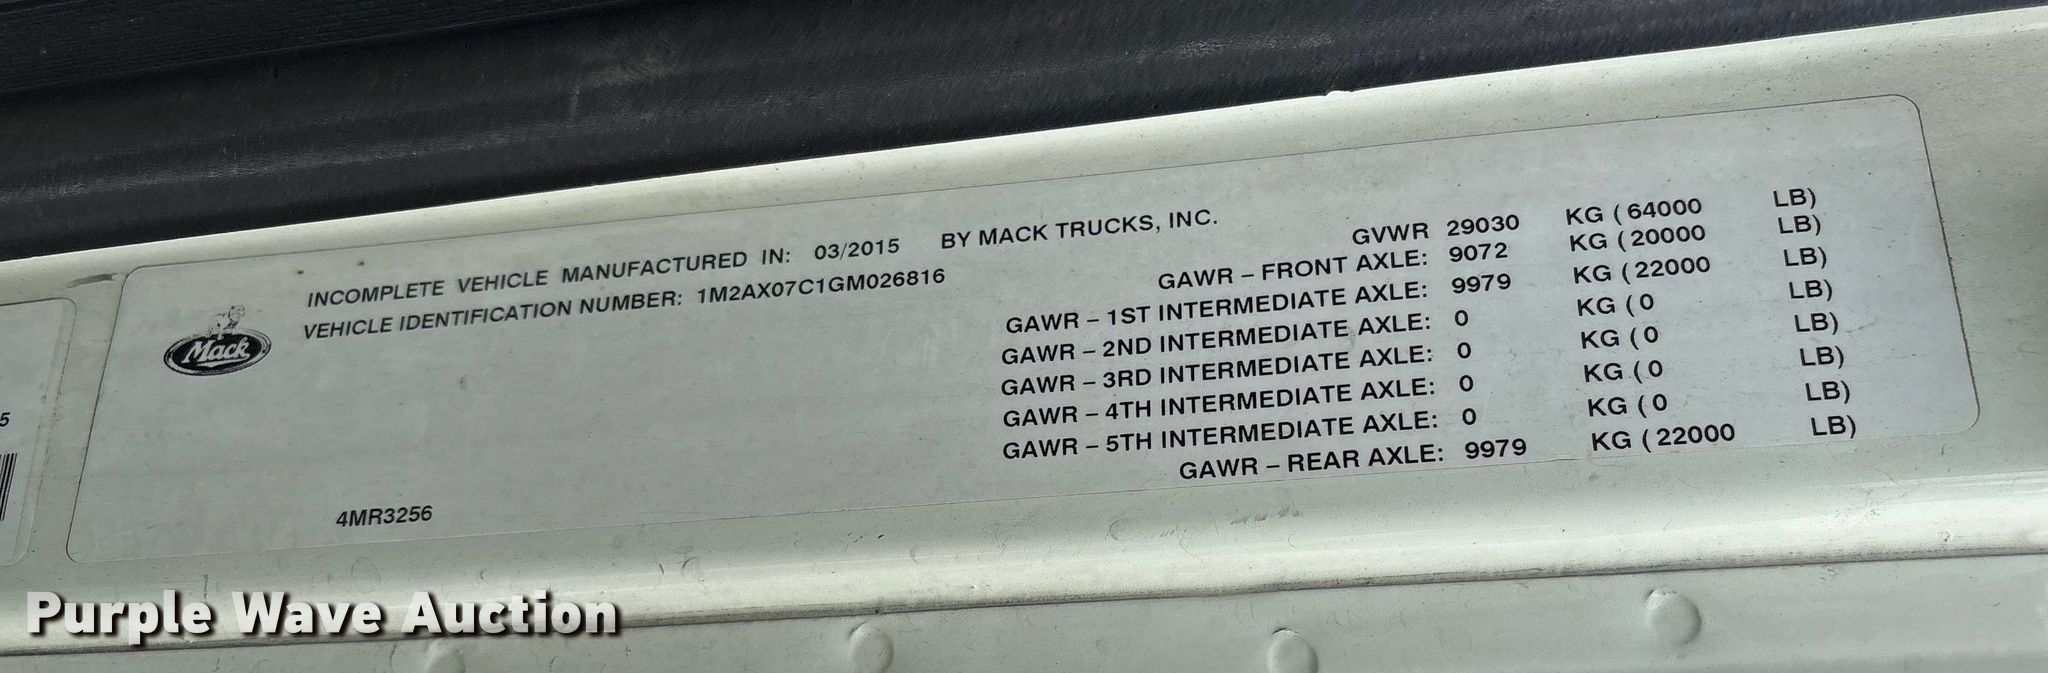 INCOMPLETE VEHICLE MANUFACTURED IN: 03/2015 BY MACK TRUCKS, INC.
VEHICLE IDENTIFICATION NUMBER: 1M2AX07C1GM026816
Mack
GVWR 29030 KG ( 64000 LB)
GAWR – FRONT AXLE: 9072 KG ( 20000 LB)
GAWR – 1ST INTERMEDIATE AXLE: 9979 KG ( 22000 LB)
GAWR – 2ND INTERMEDIATE AXLE: 0 KG ( 0 LB)
GAWR – 3RD INTERMEDIATE AXLE: 0 KG ( 0 LB)
GAWR – 4TH INTERMEDIATE AXLE: 0 KG ( 0 LB)
GAWR – 5TH INTERMEDIATE AXLE: 0 KG ( 0 LB)
GAWR – REAR AXLE: 9979 KG ( 22000 LB)
4MR3256
5
Purple Wave Auction